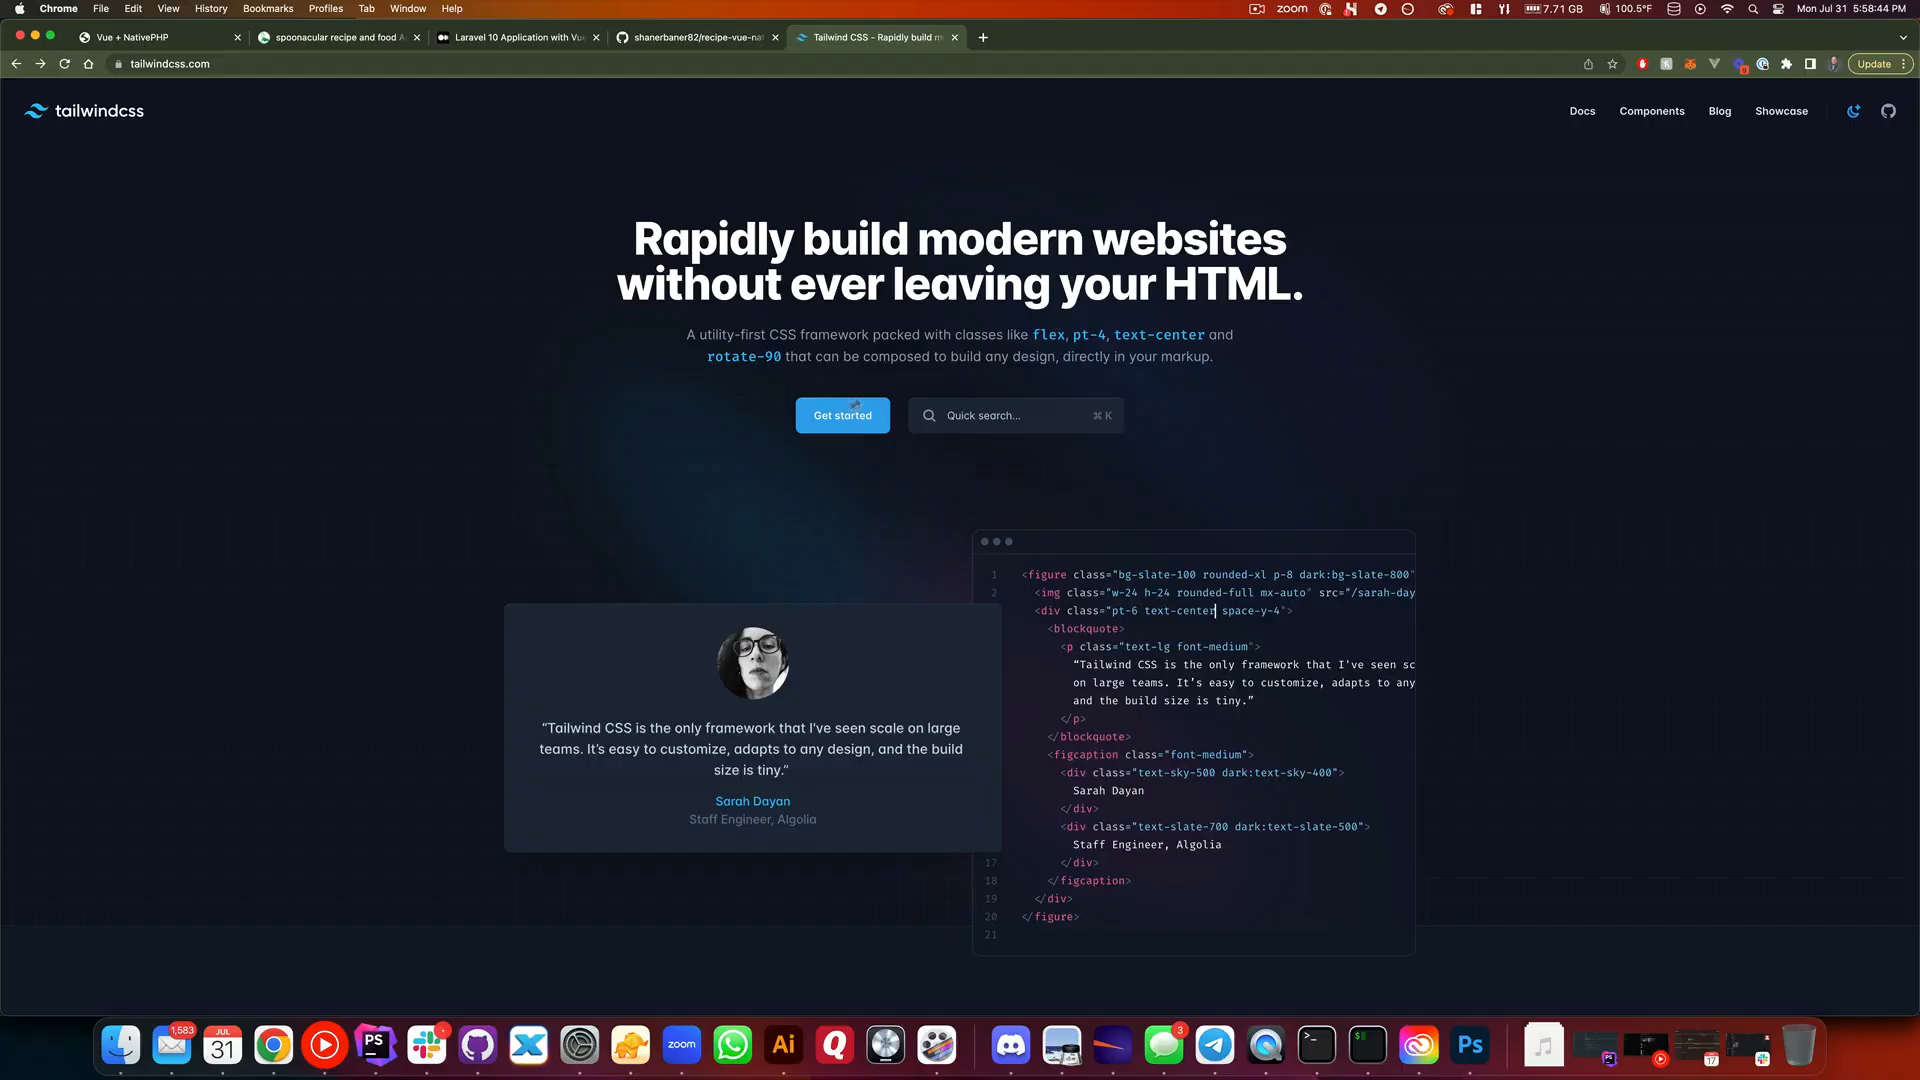 Chrome File Edit View History Bookmarks Profiles Tab Window Help zoom 7.71 GB 100.5°F Mon Jul 31 5:58:44 PM
Vue + NativePHP spoonacular recipe and food A Laravel 10 Application with Vu shanerbaner82/recipe-vue-nat Tailwind CSS - Rapidly build m
tailwindcss.com Update
tailwindcss Docs Components Blog Showcase
Rapidly build modern websites
without ever leaving your HTML.
A utility-first CSS framework packed with classes like flex, pt-4, text-center and
rotate-90 that can be composed to build any design, directly in your markup.
Get started Quick search... ⌘ K
1 <figure class="bg-slate-100 rounded-xl p-8 dark:bg-slate-800"
2 <img class="w-24 h-24 rounded-full mx-auto" src="/sarah-day
<div class="pt-6 text-center space-y-4">
<blockquote>
<p class="text-lg font-medium">
“Tailwind CSS is the only framework that I've seen sc
on large teams. It’s easy to customize, adapts to any
and the build size is tiny.”
</p>
</blockquote>
<figcaption class="font-medium">
<div class="text-sky-500 dark:text-sky-400">
Sarah Dayan
</div>
<div class="text-slate-700 dark:text-slate-500">
Staff Engineer, Algolia
17 </div>
18 </figcaption>
19 </div>
20 </figure>
21
“Tailwind CSS is the only framework that I've seen scale on large
teams. It’s easy to customize, adapts to any design, and the build
size is tiny.”
Sarah Dayan
Staff Engineer, Algolia
1,583 JUL 31 PS zoom Ai Q 3 >_ $ Ps 17